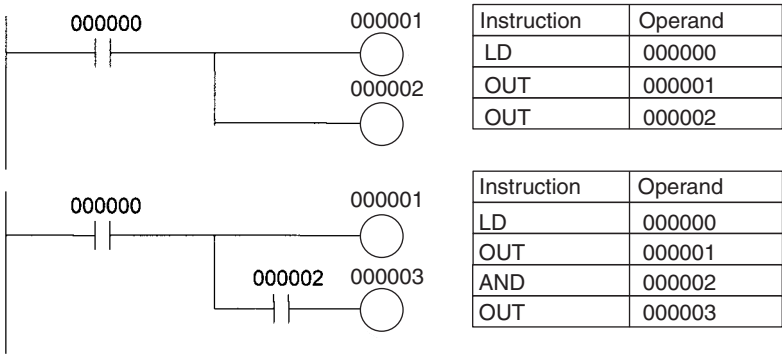 000000
000001
000002
Instruction Operand
LD 000000
OUT 000001
OUT 000002
000000
000001
000002
000003
Instruction Operand
LD 000000
OUT 000001
AND 000002
OUT 000003